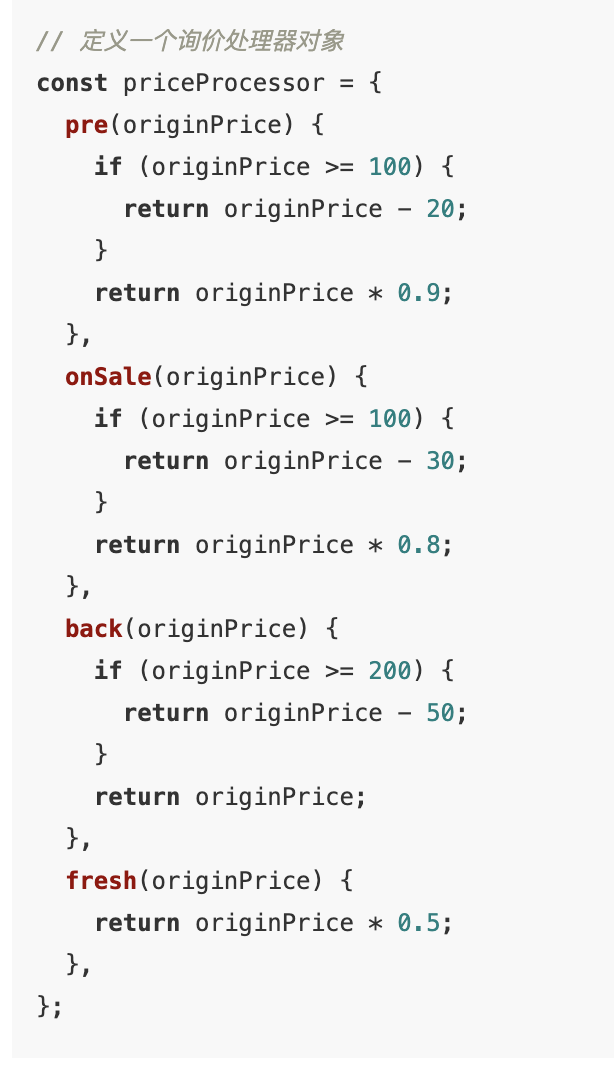 // 定义一个询价处理器对象
const priceProcessor = {
  pre(originPrice) {
    if (originPrice >= 100) {
      return originPrice - 20;
    }
    return originPrice * 0.9;
  },
  onSale(originPrice) {
    if (originPrice >= 100) {
      return originPrice - 30;
    }
    return originPrice * 0.8;
  },
  back(originPrice) {
    if (originPrice >= 200) {
      return originPrice - 50;
    }
    return originPrice;
  },
  fresh(originPrice) {
    return originPrice * 0.5;
  },
};